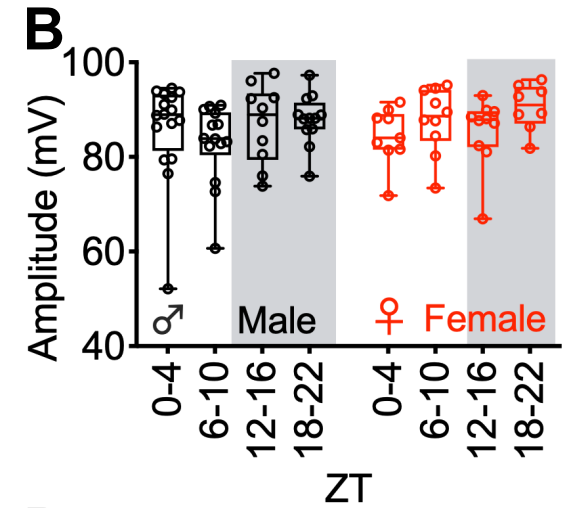 B
Amplitude (mV)
100
80
60
40
♂ Male
♀ Female
0-4
6-10
12-16
18-22
0-4
6-10
12-16
18-22
ZT